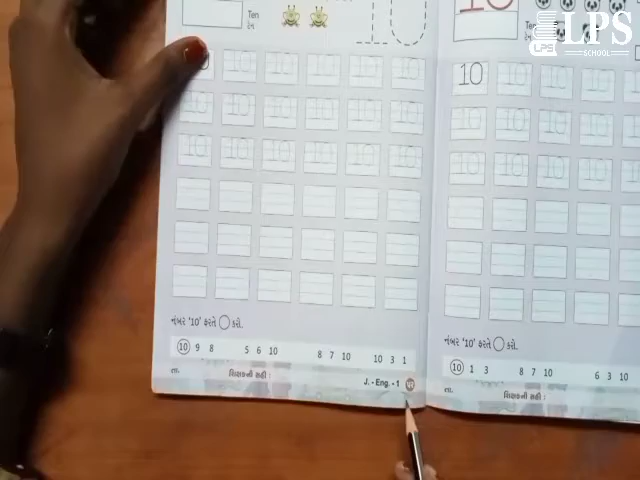 Ten
10
LPS
LPS
SCHOOL
10 10 10 10 10
10 10 10 10 10 10
10 10 10 10 10 10
નંબર '10' ફરતે કરો.
10 9 8 5 6 10 8 7 10 10 3 1
તા. શિક્ષકની સહી :
J. - Eng. - 1
10
10 10 10 10
10 10 10 10
10 10 10 10
નંબર '10' ફરતે કરો.
10 1 3 8 7 10 6 3 10
તા. શિક્ષકની સહી :